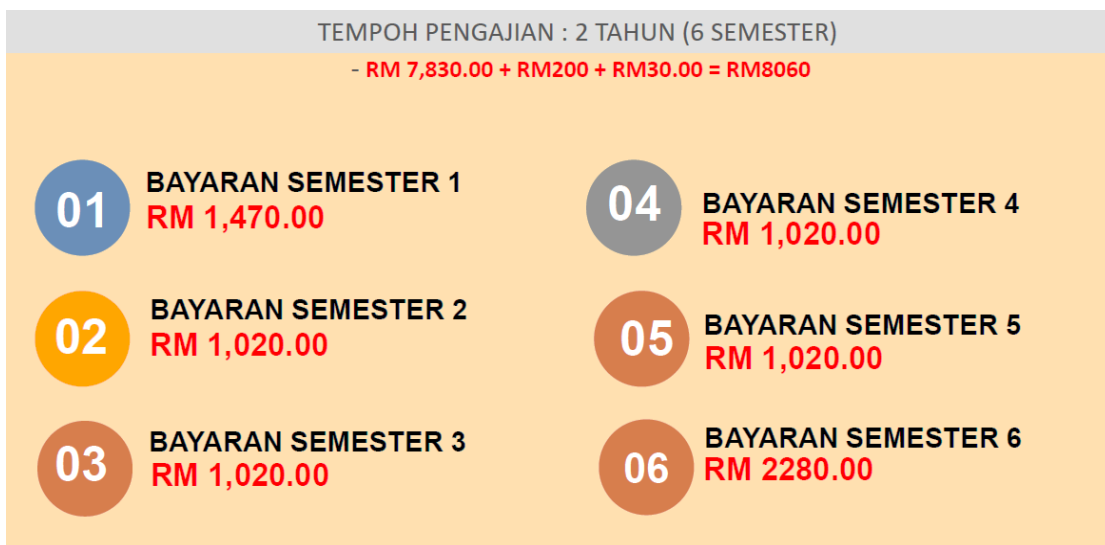 TEMPOH PENGAJIAN : 2 TAHUN (6 SEMESTER)
- RM 7,830.00 + RM200 + RM30.00 = RM8060
01
BAYARAN SEMESTER 1
RM 1,470.00
02
BAYARAN SEMESTER 2
RM 1,020.00
03
BAYARAN SEMESTER 3
RM 1,020.00
04
BAYARAN SEMESTER 4
RM 1,020.00
05
BAYARAN SEMESTER 5
RM 1,020.00
06
BAYARAN SEMESTER 6
RM 2280.00